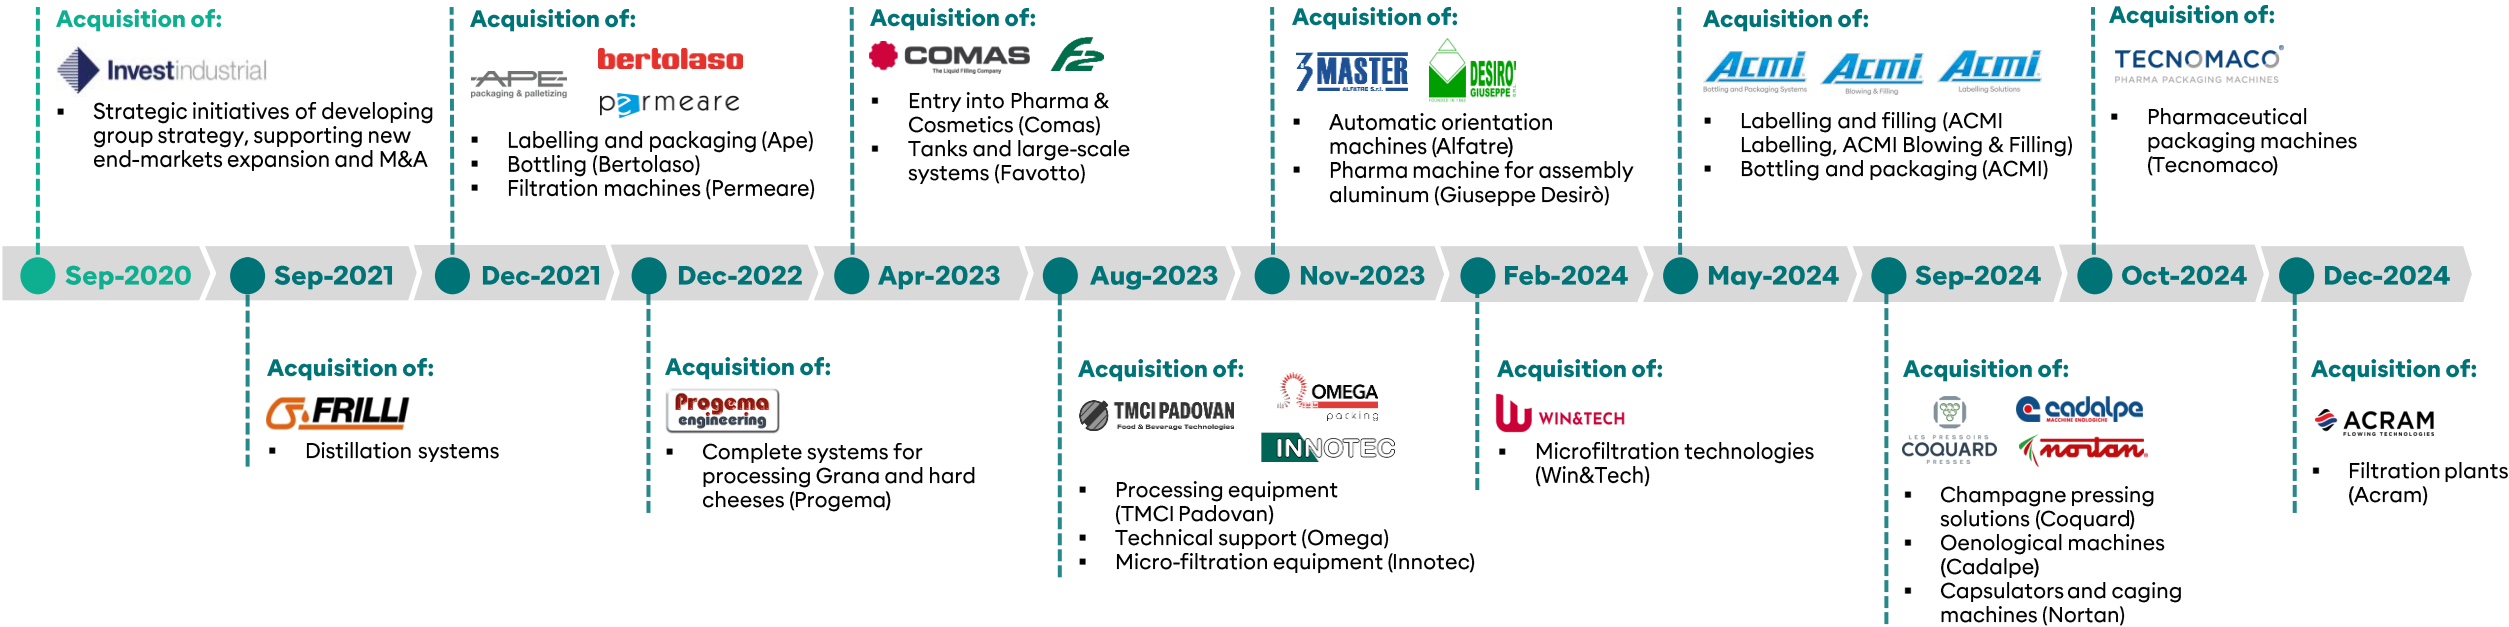 Acquisition of:
Investindustrial
▪ Strategic initiatives of developing
group strategy, supporting new
end-markets expansion and M&A
Acquisition of:
APE
packaging & palletizing
bertolaso
permeare
▪ Labelling and packaging (Ape)
▪ Bottling (Bertolaso)
▪ Filtration machines (Permeare)
Acquisition of:
COMAS
The Liquid Filling Company
F2
▪ Entry into Pharma &
Cosmetics (Comas)
▪ Tanks and large-scale
systems (Favotto)
Acquisition of:
3 MASTER
ALFATRE S.r.l.
DESIRO'
GIUSEPPE
▪ Automatic orientation
machines (Alfatre)
▪ Pharma machine for assembly
aluminum (Giuseppe Desirò)
Acquisition of:
Acmi
Bottling and Packaging Systems
Acmi
Blowing & Filling
Acmi
Labelling Solutions
▪ Labelling and filling (ACMI
Labelling, ACMI Blowing & Filling)
▪ Bottling and packaging (ACMI)
Acquisition of:
TECNOMACO®
PHARMA PACKAGING MACHINES
▪ Pharmaceutical
packaging machines
(Tecnomaco)
Sep-2020
Sep-2021
Dec-2021
Dec-2022
Apr-2023
Aug-2023
Nov-2023
Feb-2024
May-2024
Sep-2024
Oct-2024
Dec-2024
Acquisition of:
FRILLI
▪ Distillation systems
Acquisition of:
Progema
engineering
▪ Complete systems for
processing Grana and hard
cheeses (Progema)
Acquisition of:
TMCI PADOVAN
Food & Beverage Technologies
OMEGA
packing
INNOTEC
▪ Processing equipment
(TMCI Padovan)
▪ Technical support (Omega)
▪ Micro-filtration equipment (Innotec)
Acquisition of:
WIN&TECH
▪ Microfiltration technologies
(Win&Tech)
Acquisition of:
LES PRESSOIRS
COQUARD
PRESSES
cadalpe
MACCHINE ENOLOGICHE
nortan
▪ Champagne pressing
solutions (Coquard)
▪ Oenological machines
(Cadalpe)
▪ Capsulators and caging
machines (Nortan)
Acquisition of:
ACRAM
FLOWING TECHNOLOGIES
▪ Filtration plants
(Acram)